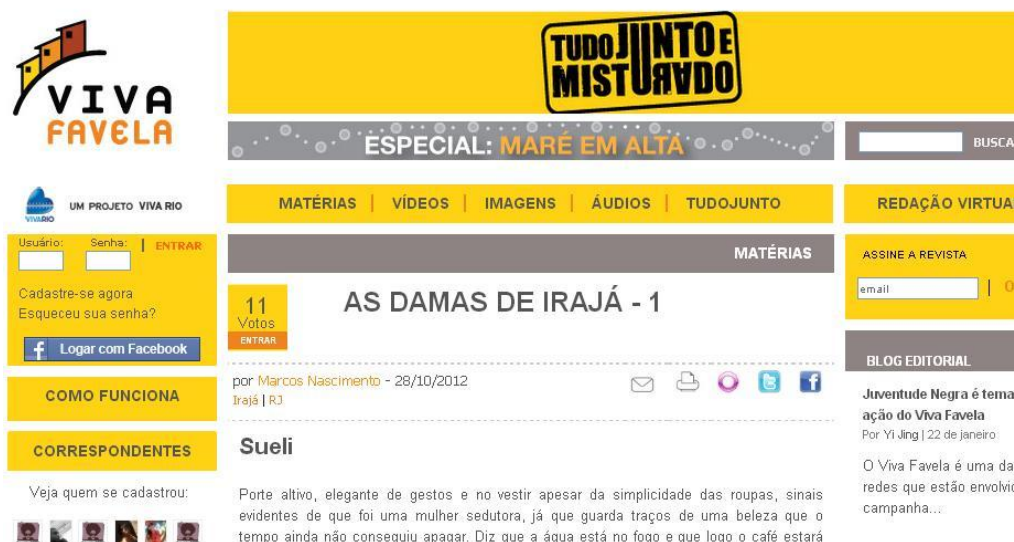 VIVA
FAVELA
UM PROJETO VIVA RIO
VIVARIO
TUDO JUNTO E
MISTURADO
ESPECIAL: MARÉ EM ALTA
BUSCA
MATÉRIAS | VÍDEOS | IMAGENS | ÁUDIOS | TUDOJUNTO
REDAÇÃO VIRTUA
Usuário: Senha: | ENTRAR
Cadastre-se agora
Esqueceu sua senha?
f Logar com Facebook
COMO FUNCIONA
CORRESPONDENTES
Veja quem se cadastrou:
MATÉRIAS
11
Votos
ENTRAR
AS DAMAS DE IRAJÁ - 1
por Marcos Nascimento - 28/10/2012
Irajá | RJ
Sueli
Porte altivo, elegante de gestos e no vestir apesar da simplicidade das roupas, sinais
evidentes de que foi uma mulher sedutora, já que guarda traços de uma beleza que o
tempo ainda não conseguiu apagar. Diz que a água está no fogo e que logo o café estará
ASSINE A REVISTA
email | O
BLOG EDITORIAL
Juventude Negra é tema
ação do Viva Favela
Por Yi Jing | 22 de janeiro
O Viva Favela é uma da
redes que estão envolvid
campanha...